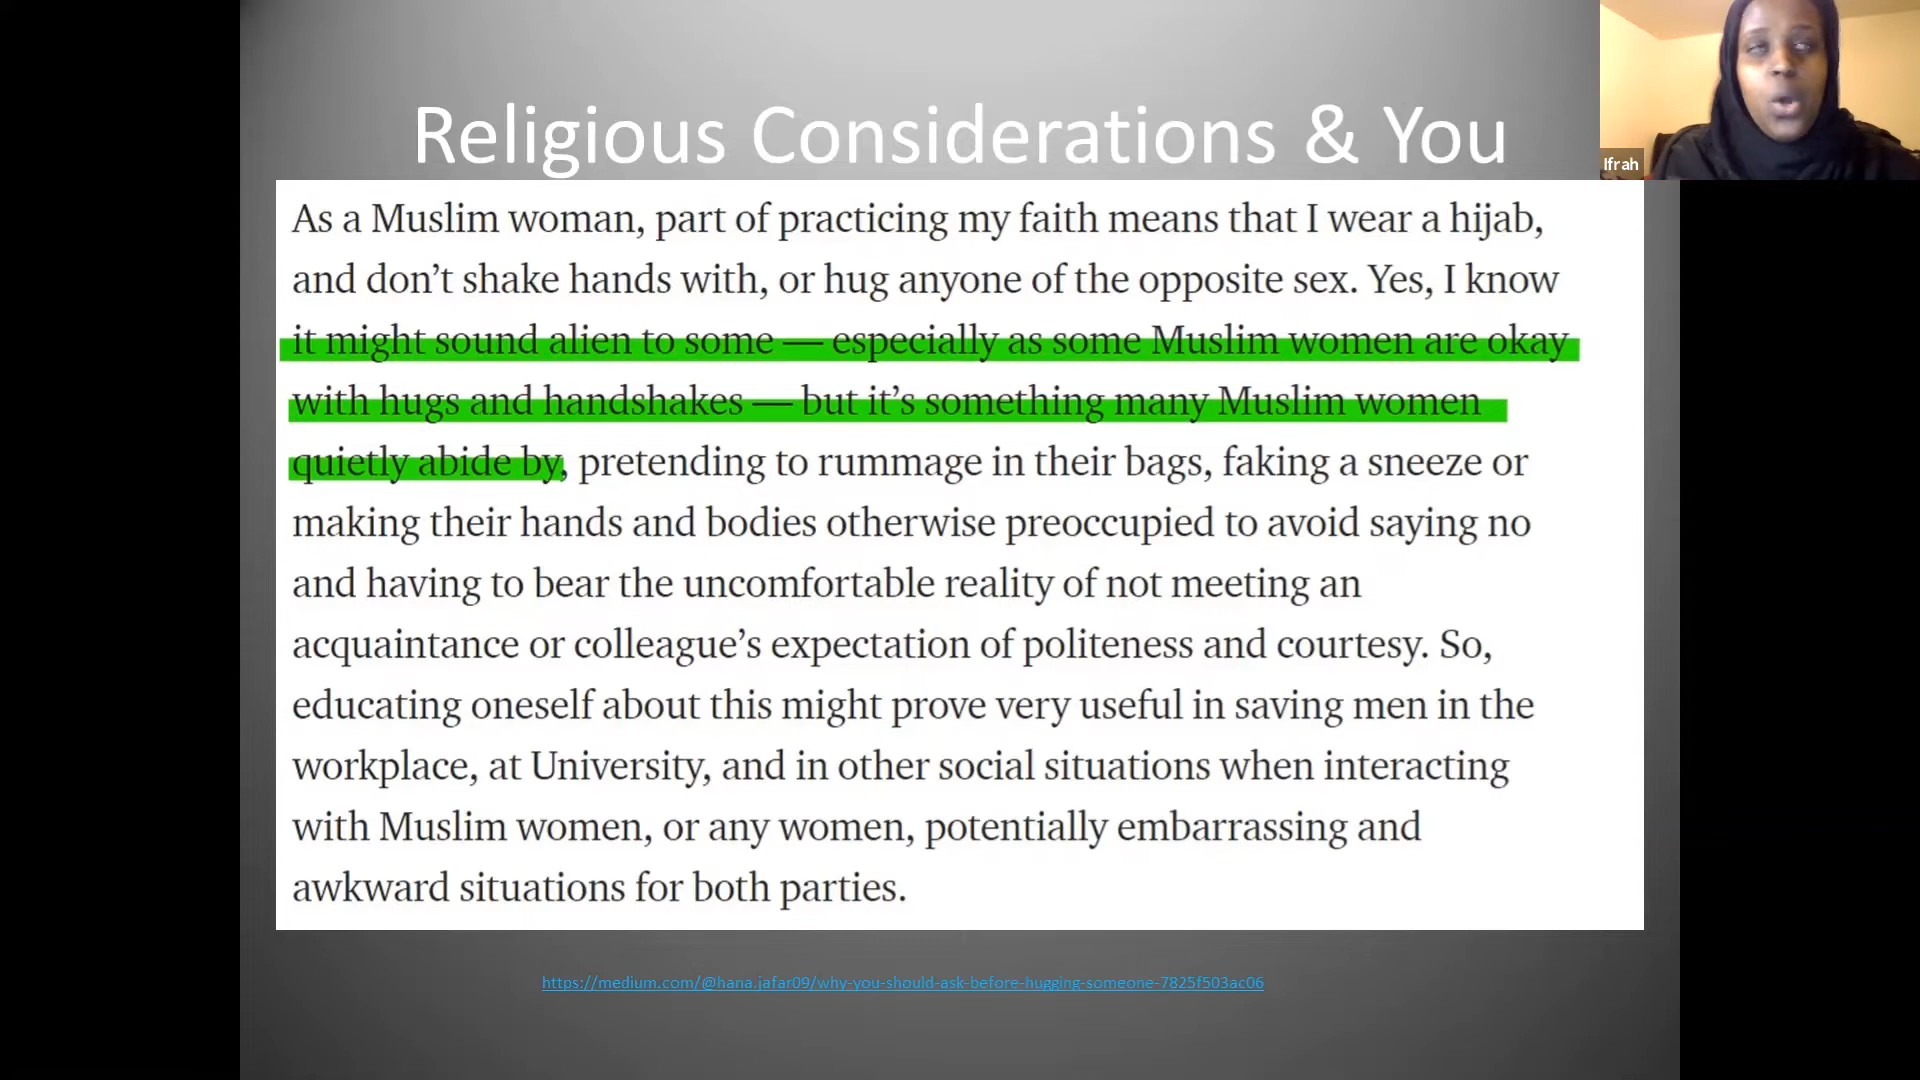 Religious Considerations & You
Ifrah
As a Muslim woman, part of practicing my faith means that I wear a hijab,
and don’t shake hands with, or hug anyone of the opposite sex. Yes, I know
it might sound alien to some — especially as some Muslim women are okay
with hugs and handshakes — but it’s something many Muslim women
quietly abide by, pretending to rummage in their bags, faking a sneeze or
making their hands and bodies otherwise preoccupied to avoid saying no
and having to bear the uncomfortable reality of not meeting an
acquaintance or colleague’s expectation of politeness and courtesy. So,
educating oneself about this might prove very useful in saving men in the
workplace, at University, and in other social situations when interacting
with Muslim women, or any women, potentially embarrassing and
awkward situations for both parties.
https://medium.com/@hana.jafar09/why-you-should-ask-before-hugging-someone-7825f503ac06